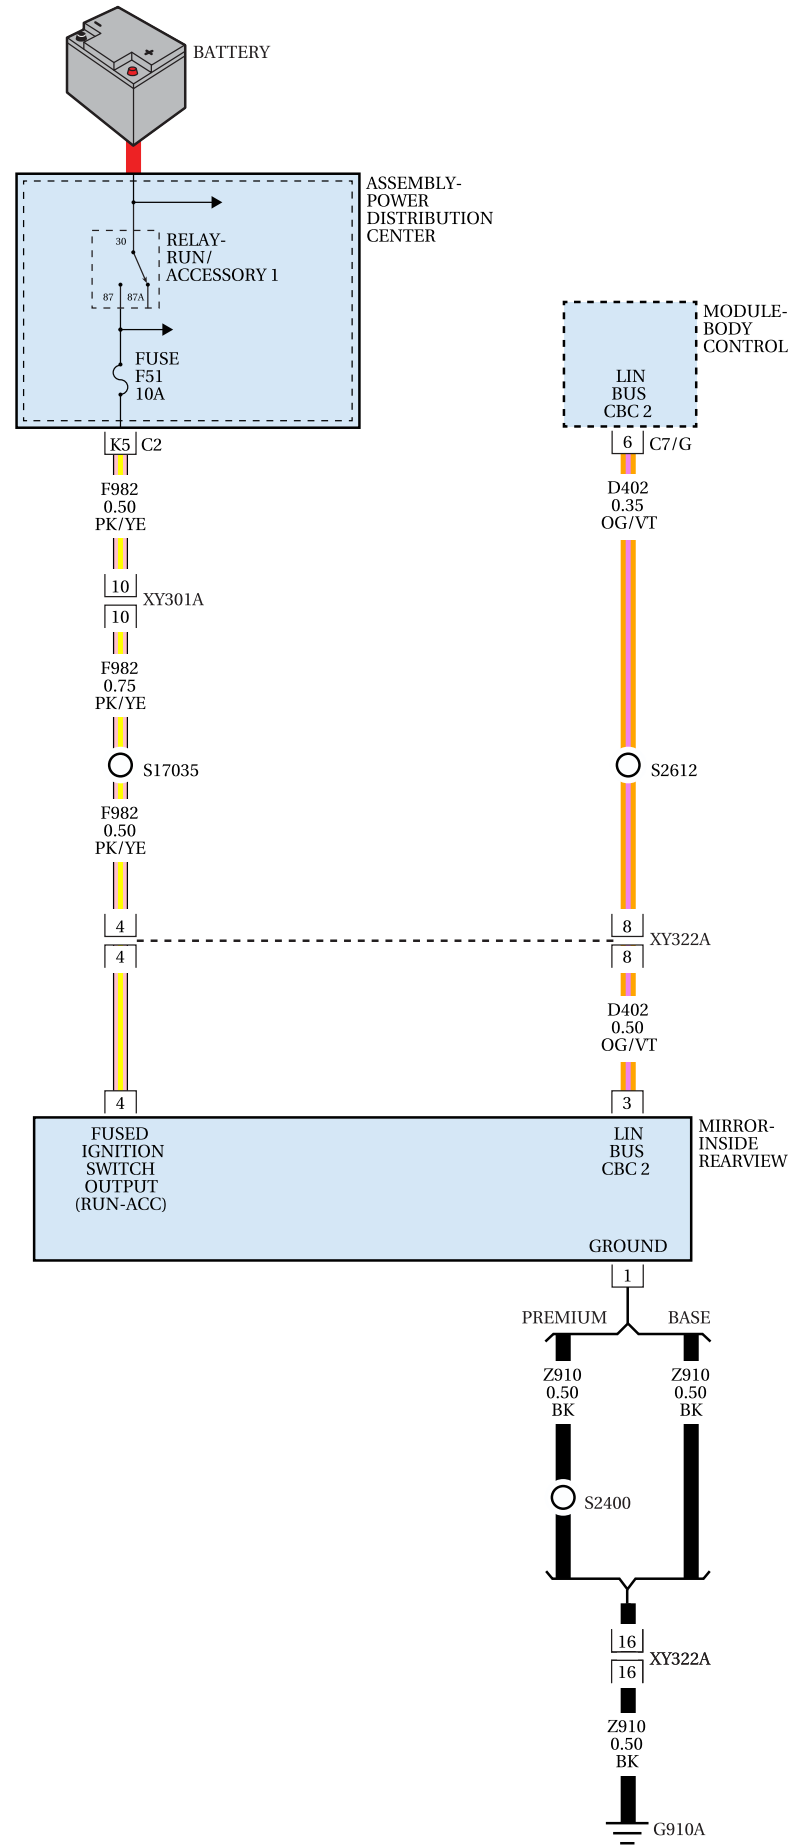 BATTERY
ASSEMBLY-
POWER
DISTRIBUTION
CENTER
30
RELAY-
RUN/
ACCESSORY 1
87
87A
FUSE
F51
10A
K5
C2
MODULE-
BODY
CONTROL
LIN
BUS
CBC 2
6
C7/G
F982
0.50
PK/YE
D402
0.35
OG/VT
10
10
XY301A
F982
0.75
PK/YE
S17035
S2612
F982
0.50
PK/YE
4
4
8
8
XY322A
D402
0.50
OG/VT
4
3
FUSED
IGNITION
SWITCH
OUTPUT
(RUN-ACC)
LIN
BUS
CBC 2
MIRROR-
INSIDE
REARVIEW
GROUND
1
PREMIUM
BASE
Z910
0.50
BK
Z910
0.50
BK
S2400
16
16
XY322A
Z910
0.50
BK
G910A